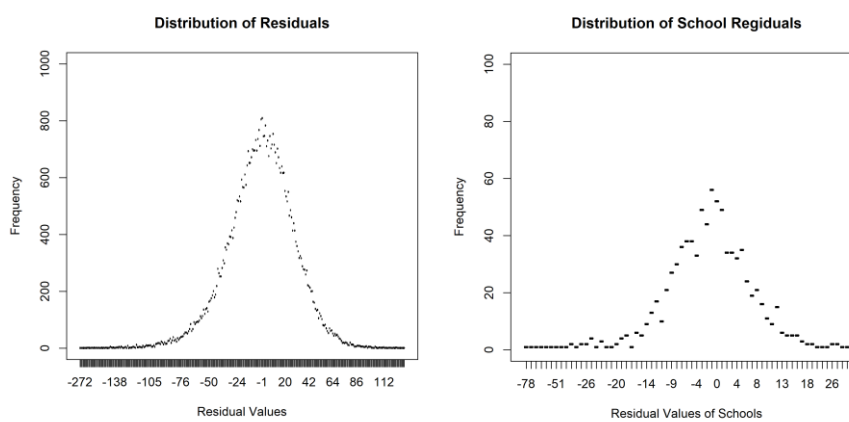 Distribution of Residuals
1000
800
600
400
200
0
Frequency
-272 -138 -105 -76 -50 -24 -1 20 42 64 86 112
Residual Values
Distribution of School Regiduals
100
80
60
40
20
0
Frequency
-78 -51 -26 -20 -14 -9 -4 0 4 8 13 18 26
Residual Values of Schools